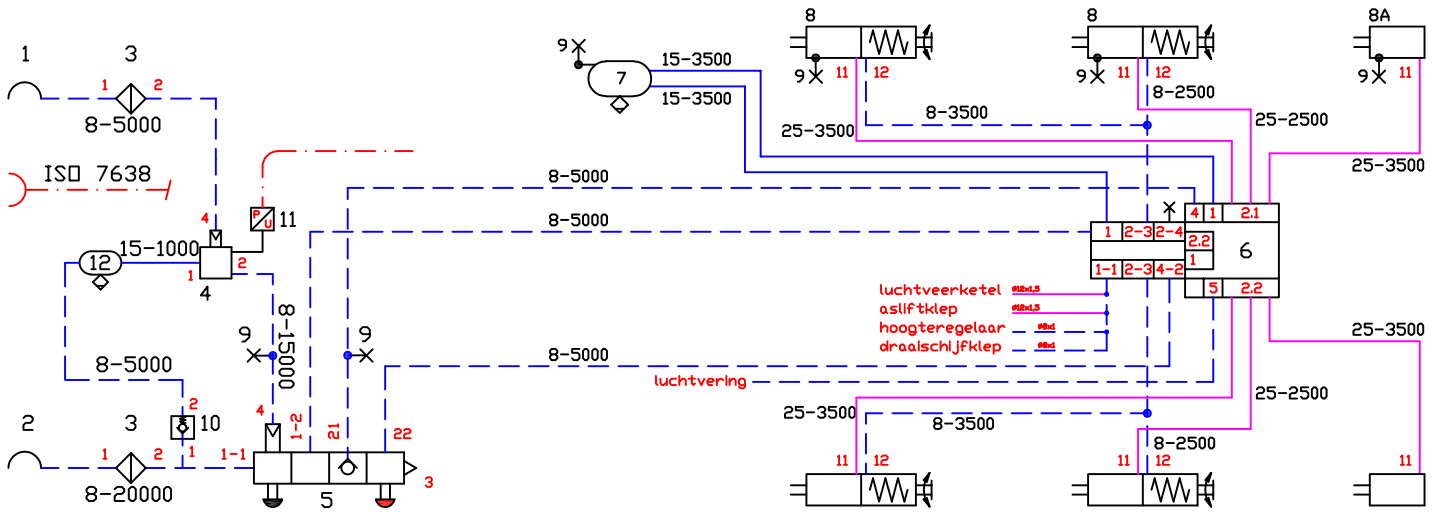 8 8 8A
1 3 9 15-3500
7
11 12 9 11 12 9 11 9
1 2 15-3500 8-2500
8-5000 25-3500 8-3500 25-2500
ISO 7638 25-3500
8-5000
4 P U 11 8-5000 4 1 2.1
1 2-3 2-4 2.2 6
12 15-1000 2 1
1 4 1-1 2-3 4-2 5 2.2
luchtveerketel ø12x1,5
asliftklep ø12x1,5
hoogteregelaar ø8x1
draaischijfklep ø8x1
9 8-15000 9 25-3500
8-5000 8-5000
luchtvering
25-2500
2 10 4 1-2 21 22 25-3500 8-3500
2 3 8-2500
1 2 1 1-1 3 11 12 11 12 11
8-20000 5